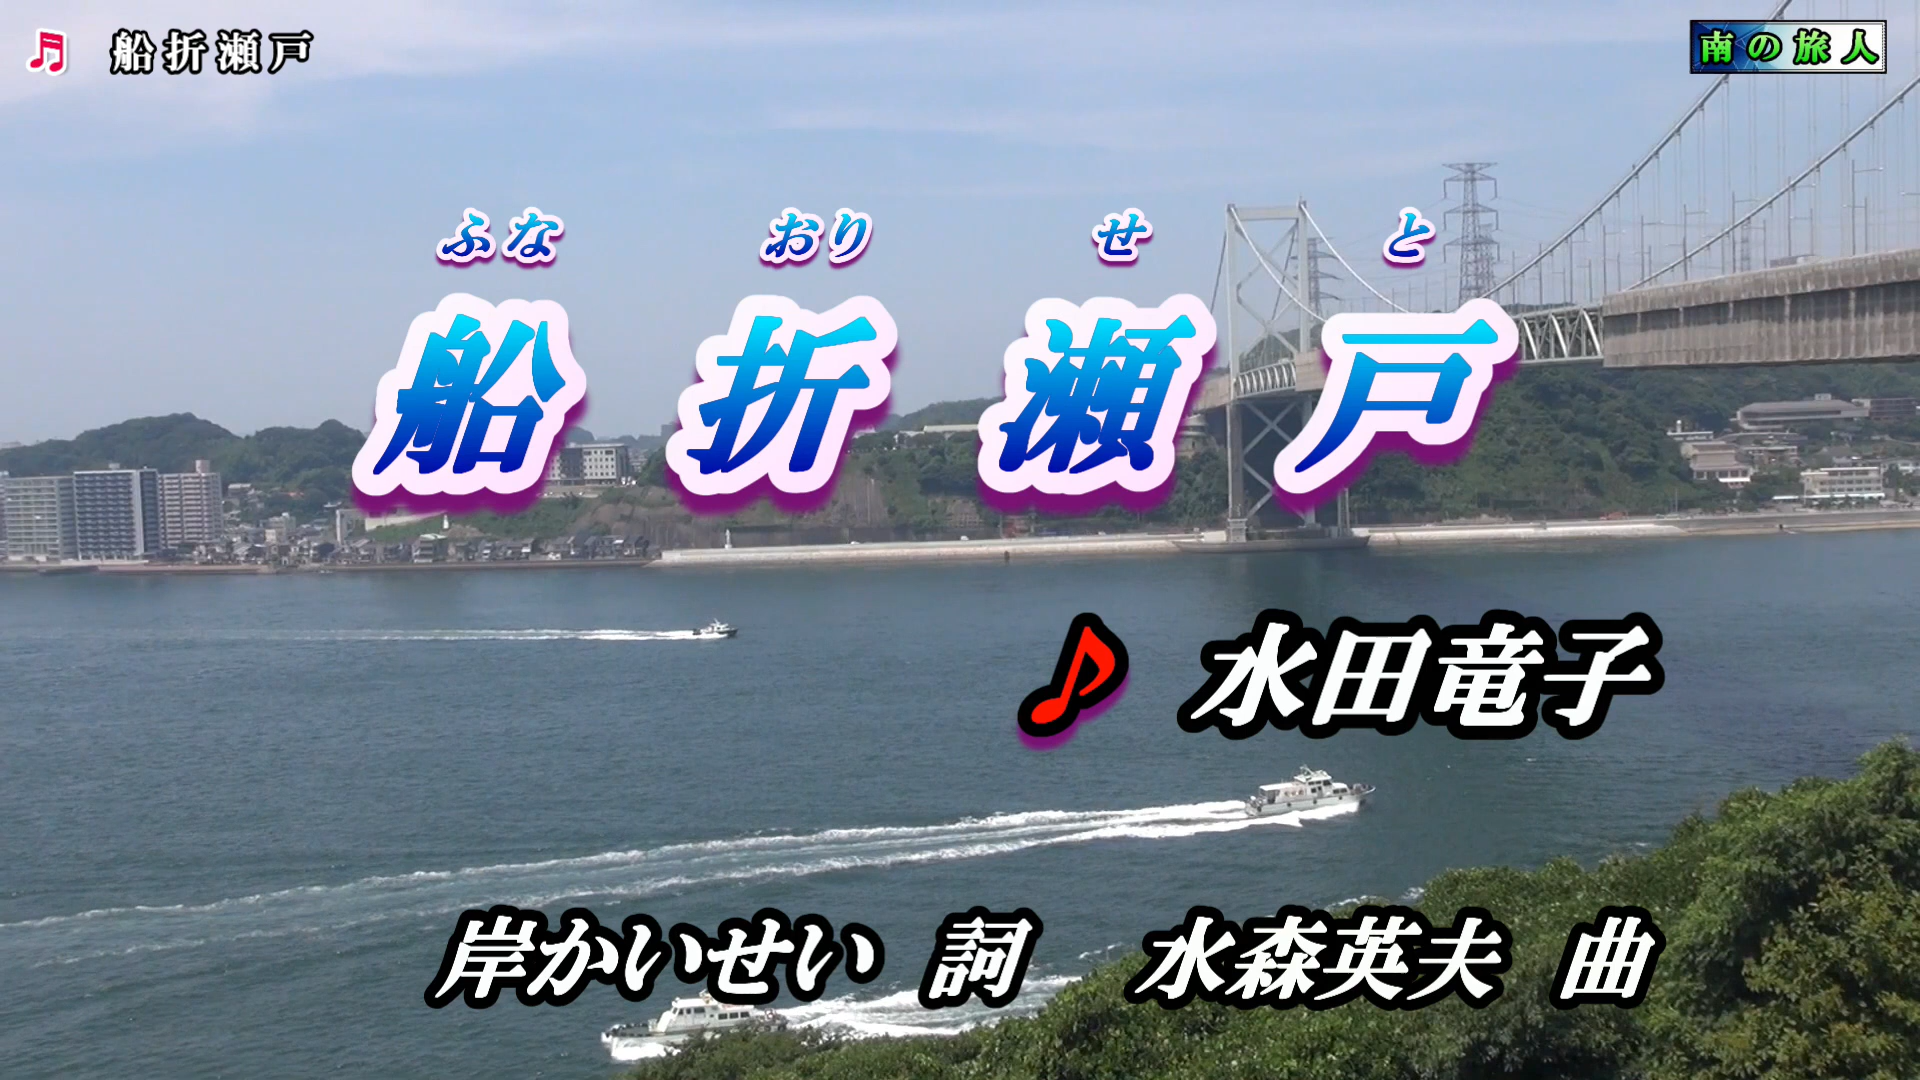 船折瀬戸
南の旅人
ふな おり せ と
船折瀬戸
水田竜子
岸かいせい 詞 水森英夫 曲